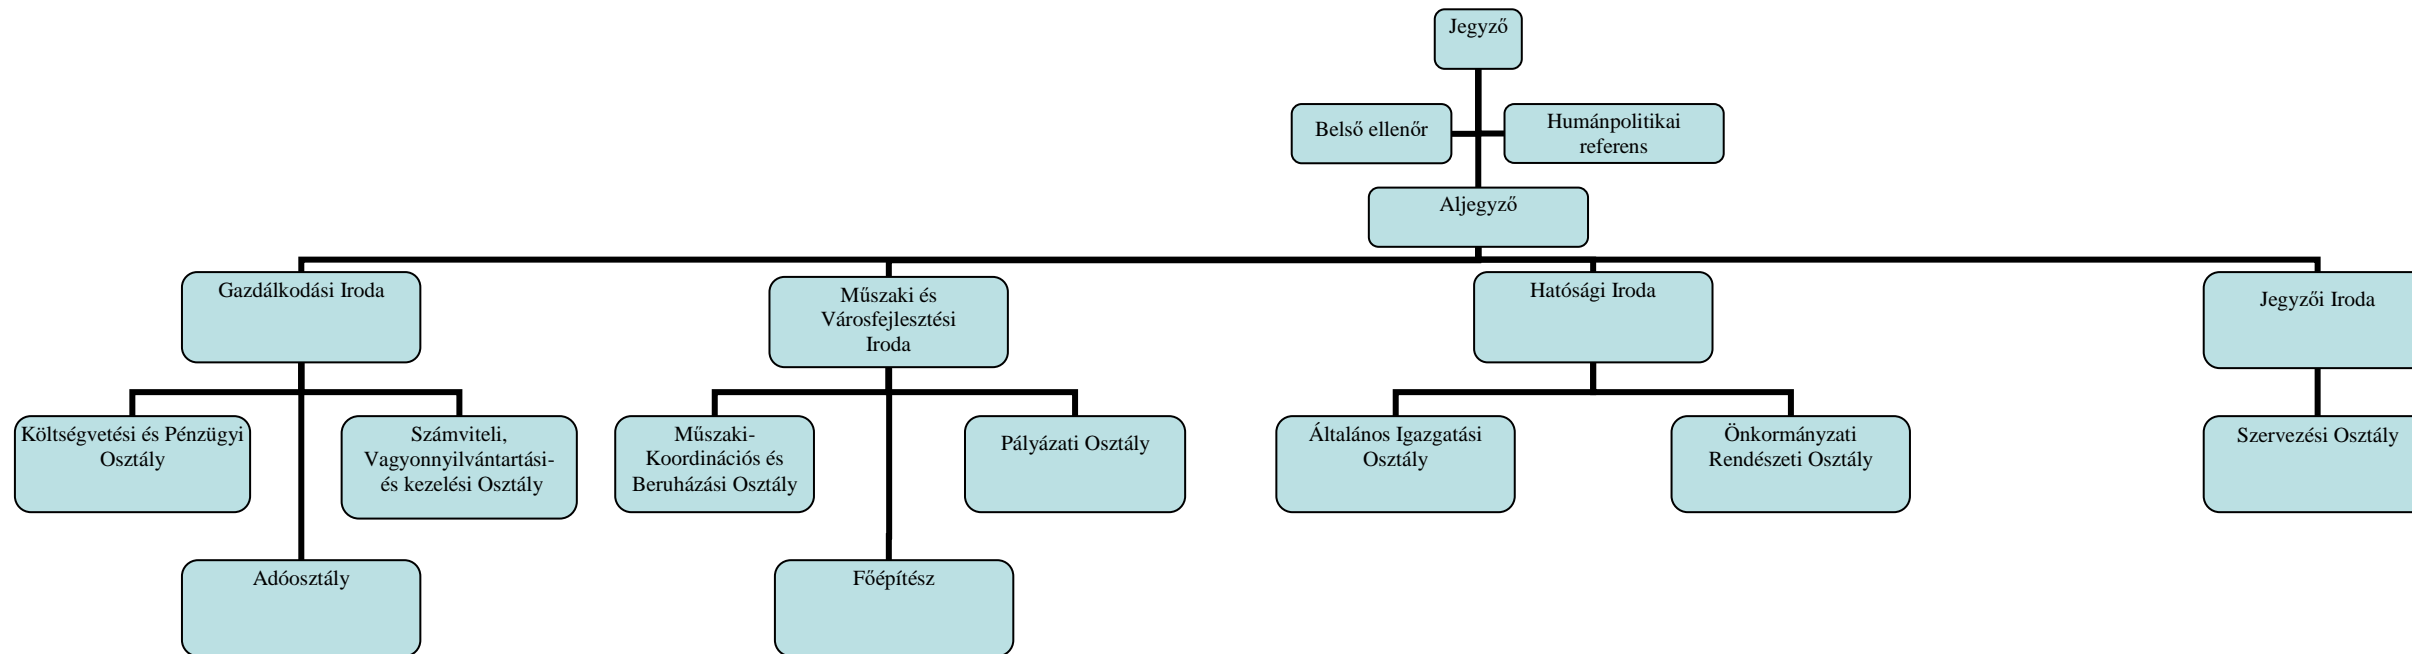 Jegyző
Belső ellenőr
Humánpolitikai
referens
Aljegyző
Gazdálkodási Iroda
Műszaki és
Városfejlesztési
Iroda
Hatósági Iroda
Jegyzői Iroda
Költségvetési és Pénzügyi
Osztály
Számviteli,
Vagyonnyilvántartási-
és kezelési Osztály
Műszaki-
Koordinációs és
Beruházási Osztály
Pályázati Osztály
Általános Igazgatási
Osztály
Önkormányzati
Rendészeti Osztály
Szervezési Osztály
Adóosztály
Főépítész